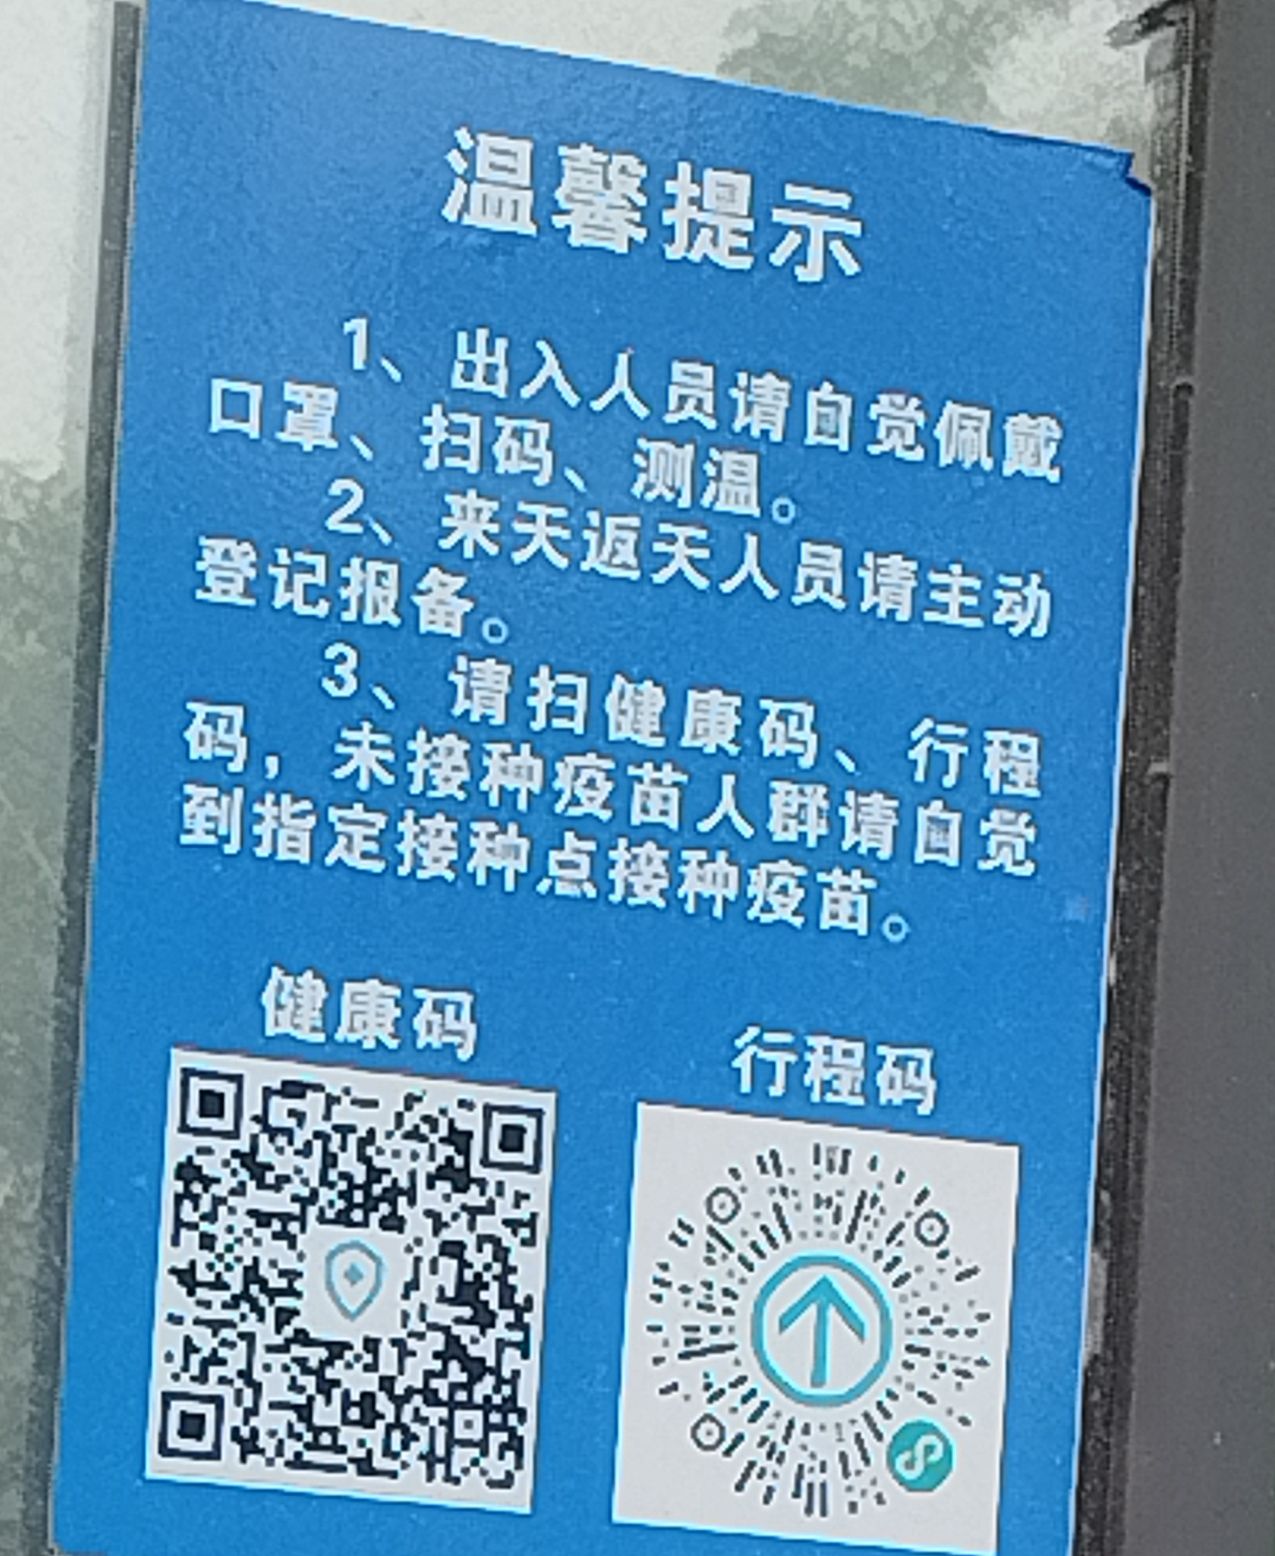 温馨提示
1、出入人员请自觉佩戴
口罩、扫码、测温。
2、来天返天人员请主动
登记报备。
3、请扫健康码、行程
码，未接种疫苗人群请自觉
到指定接种点接种疫苗。
健康码
行程码